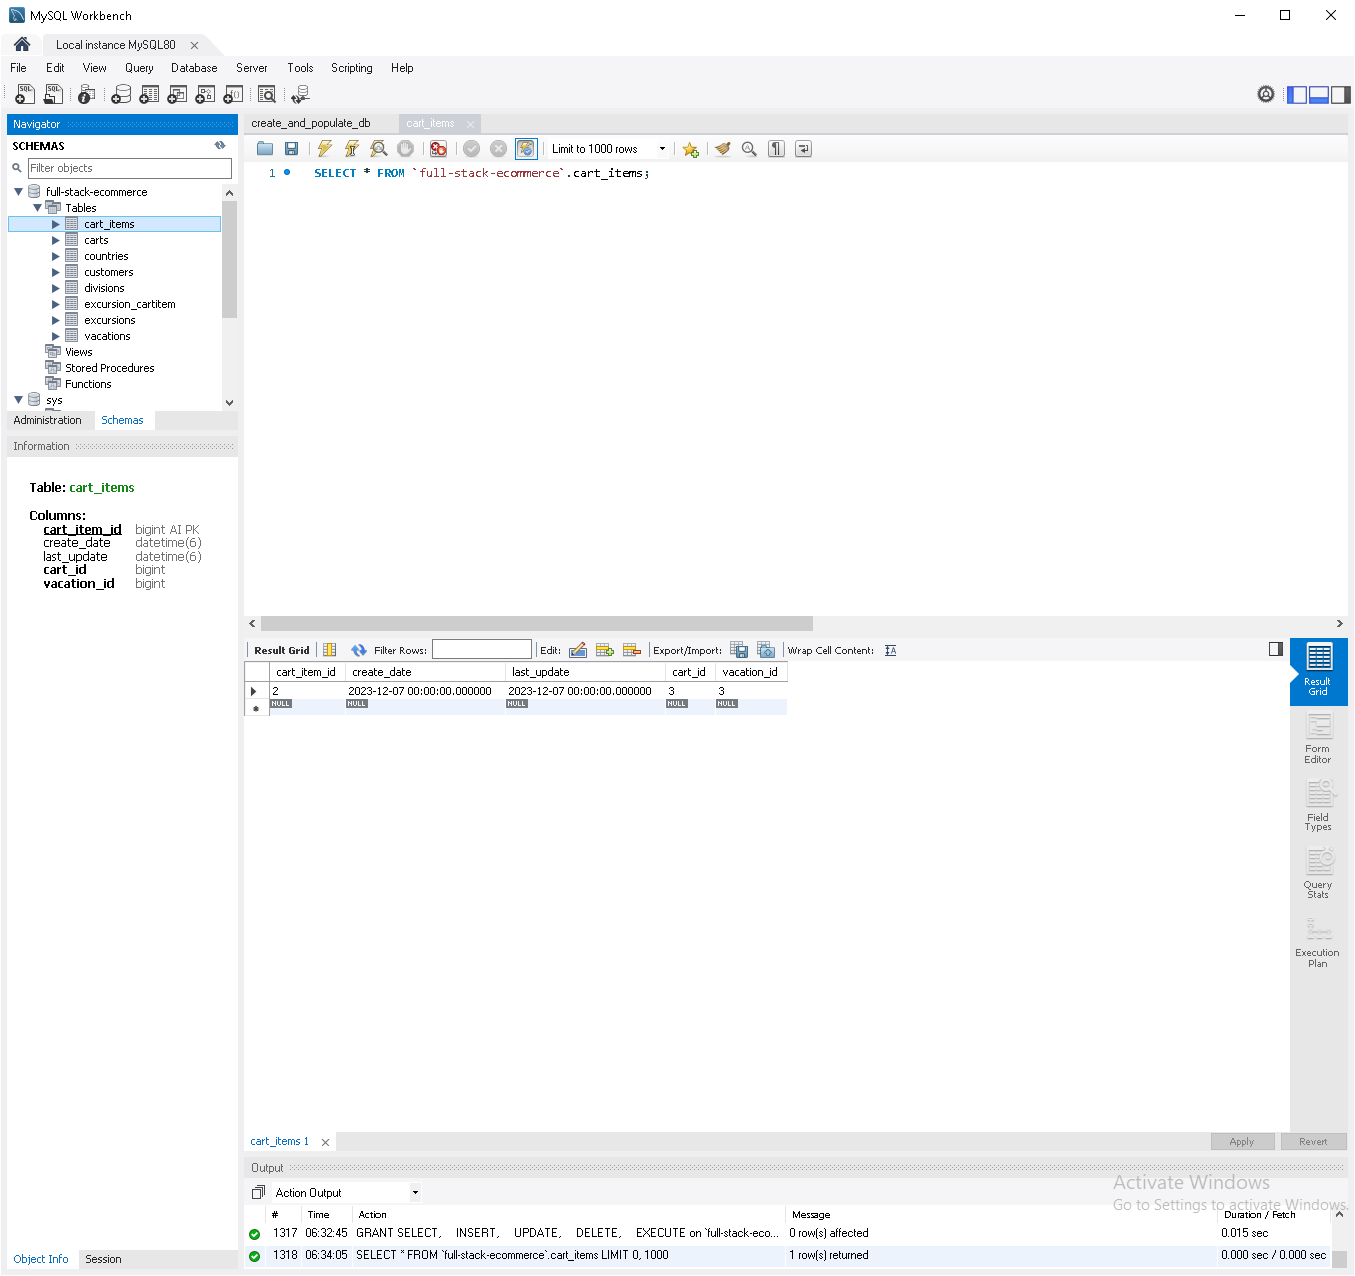 MySQL Workbench
Local instance MySQL80
File Edit View Query Database Server Tools Scripting Help
Navigator
SCHEMAS
Filter objects
full-stack-ecommerce
Tables
cart_items
carts
countries
customers
divisions
excursion_cartitem
excursions
vacations
Views
Stored Procedures
Functions
sys
Administration Schemas
Information
Table: cart_items
Columns:
cart_item_id bigint AI PK
create_date datetime(6)
last_update datetime(6)
cart_id bigint
vacation_id bigint
Object Info Session
create_and_populate_db cart_items
Limit to 1000 rows
1 SELECT * FROM `full-stack-ecommerce`.cart_items;
Result Grid Filter Rows: Edit: Export/Import: Wrap Cell Content:
cart_item_id create_date last_update cart_id vacation_id
2 2023-12-07 00:00:00.000000 2023-12-07 00:00:00.000000 3 3
NULL NULL NULL NULL NULL
Result Grid
Form Editor
Field Types
Query Stats
Execution Plan
cart_items 1
Apply Revert
Output
Action Output
Activate Windows
Go to Settings to activate Windows.
# Time Action Message Duration / Fetch
1317 06:32:45 GRANT SELECT, INSERT, UPDATE, DELETE, EXECUTE on `full-stack-eco... 0 row(s) affected 0.015 sec
1318 06:34:05 SELECT * FROM `full-stack-ecommerce`.cart_items LIMIT 0, 1000 1 row(s) returned 0.000 sec / 0.000 sec